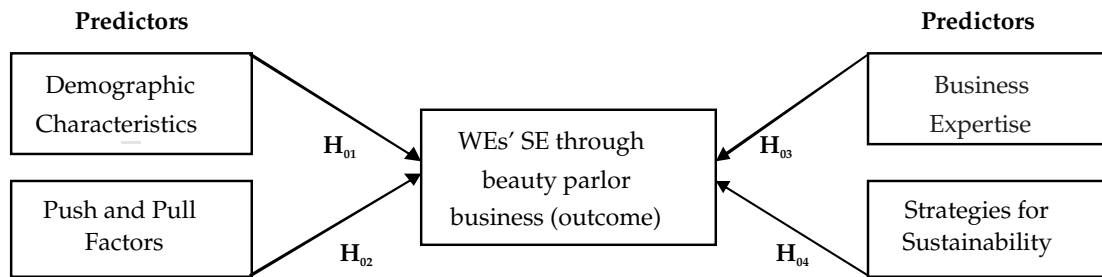 Predictors
Predictors
Demographic
Characteristics
Business
Expertise
H₀₁
H₀₃
WEs' SE through
beauty parlor
business (outcome)
Push and Pull
Factors
Strategies for
Sustainability
H₀₂
H₀₄